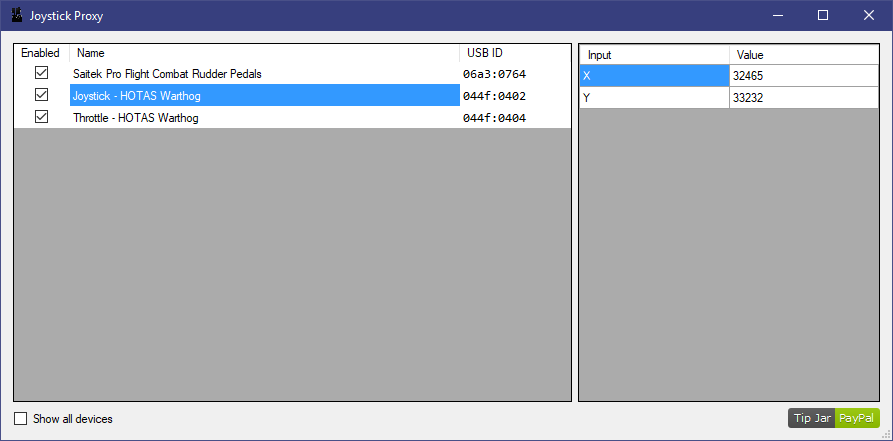 Joystick Proxy
Enabled Name USB ID
Saitek Pro Flight Combat Rudder Pedals 06a3:0764
Joystick - HOTAS Warthog 044f:0402
Throttle - HOTAS Warthog 044f:0404
Input Value
X 32465
Y 33232
Show all devices
Tip Jar PayPal